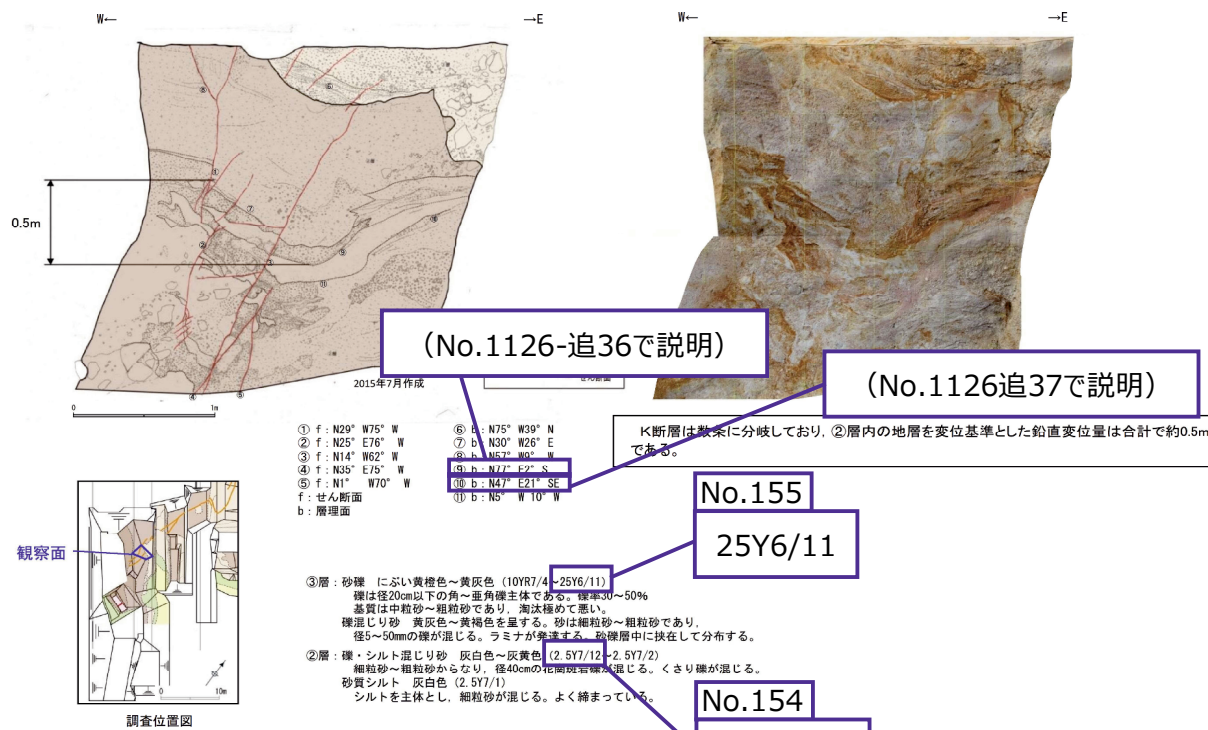 W← →E
W← →E
0.5m
2015年7月作成
せん断面
0 1m
(No.1126-追36で説明)
(No.1126追37で説明)
① f:N29° W75° W
② f:N25° E76° W
③ f:N14° W62° W
④ f:N35° E75° W
⑤ f:N1° W70° W
f:せん断面
b:層理面
⑥ b:N75° W39° N
⑦ b:N30° W26° E
⑧ b:N57° W9° W
⑨ b:N77° E2° S
⑩ b:N47° E21° SE
⑪ b:N5° W 10° W
K断層は数条に分岐しており,②層内の地層を変位基準とした鉛直変位量は合計で約0.5m
である。
No.155
25Y6/11
観察面
0 10m
調査位置図
③層:砂礫 にぶい黄橙色~黄灰色(10YR7/4~25Y6/11)
礫は径20cm以下の角~亜角礫主体である。礫率30~50%
基質は中粒砂~粗粒砂であり,淘汰極めて悪い。
礫混じり砂 黄灰色~黄褐色を呈する。砂は細粒砂~粗粒砂であり,
径5~50mmの礫が混じる。ラミナが発達する。砂礫層中に挟在して分布する。
②層:礫・シルト混じり砂 灰白色~灰黄色(2.5Y7/12~2.5Y7/2)
細粒砂~粗粒砂からなり,径40cmの花崗斑岩礫が混じる。くさり礫が混じる。
砂質シルト 灰白色(2.5Y7/1)
シルトを主体とし,細粒砂が混じる。よく締まっている。
No.154